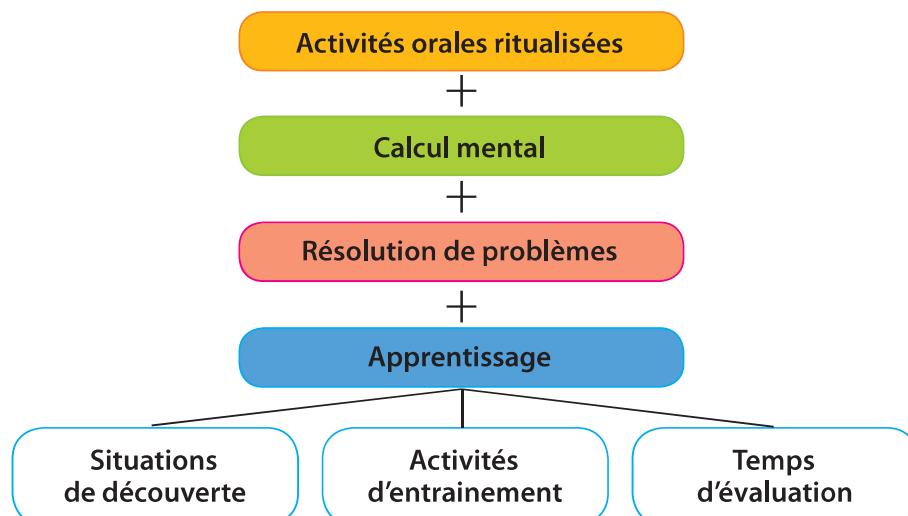 Activités orales ritualisées
+
Calcul mental
+
Résolution de problèmes
+
Apprentissage
Situations
de découverte
Activités
d'entrainement
Temps
d'évaluation